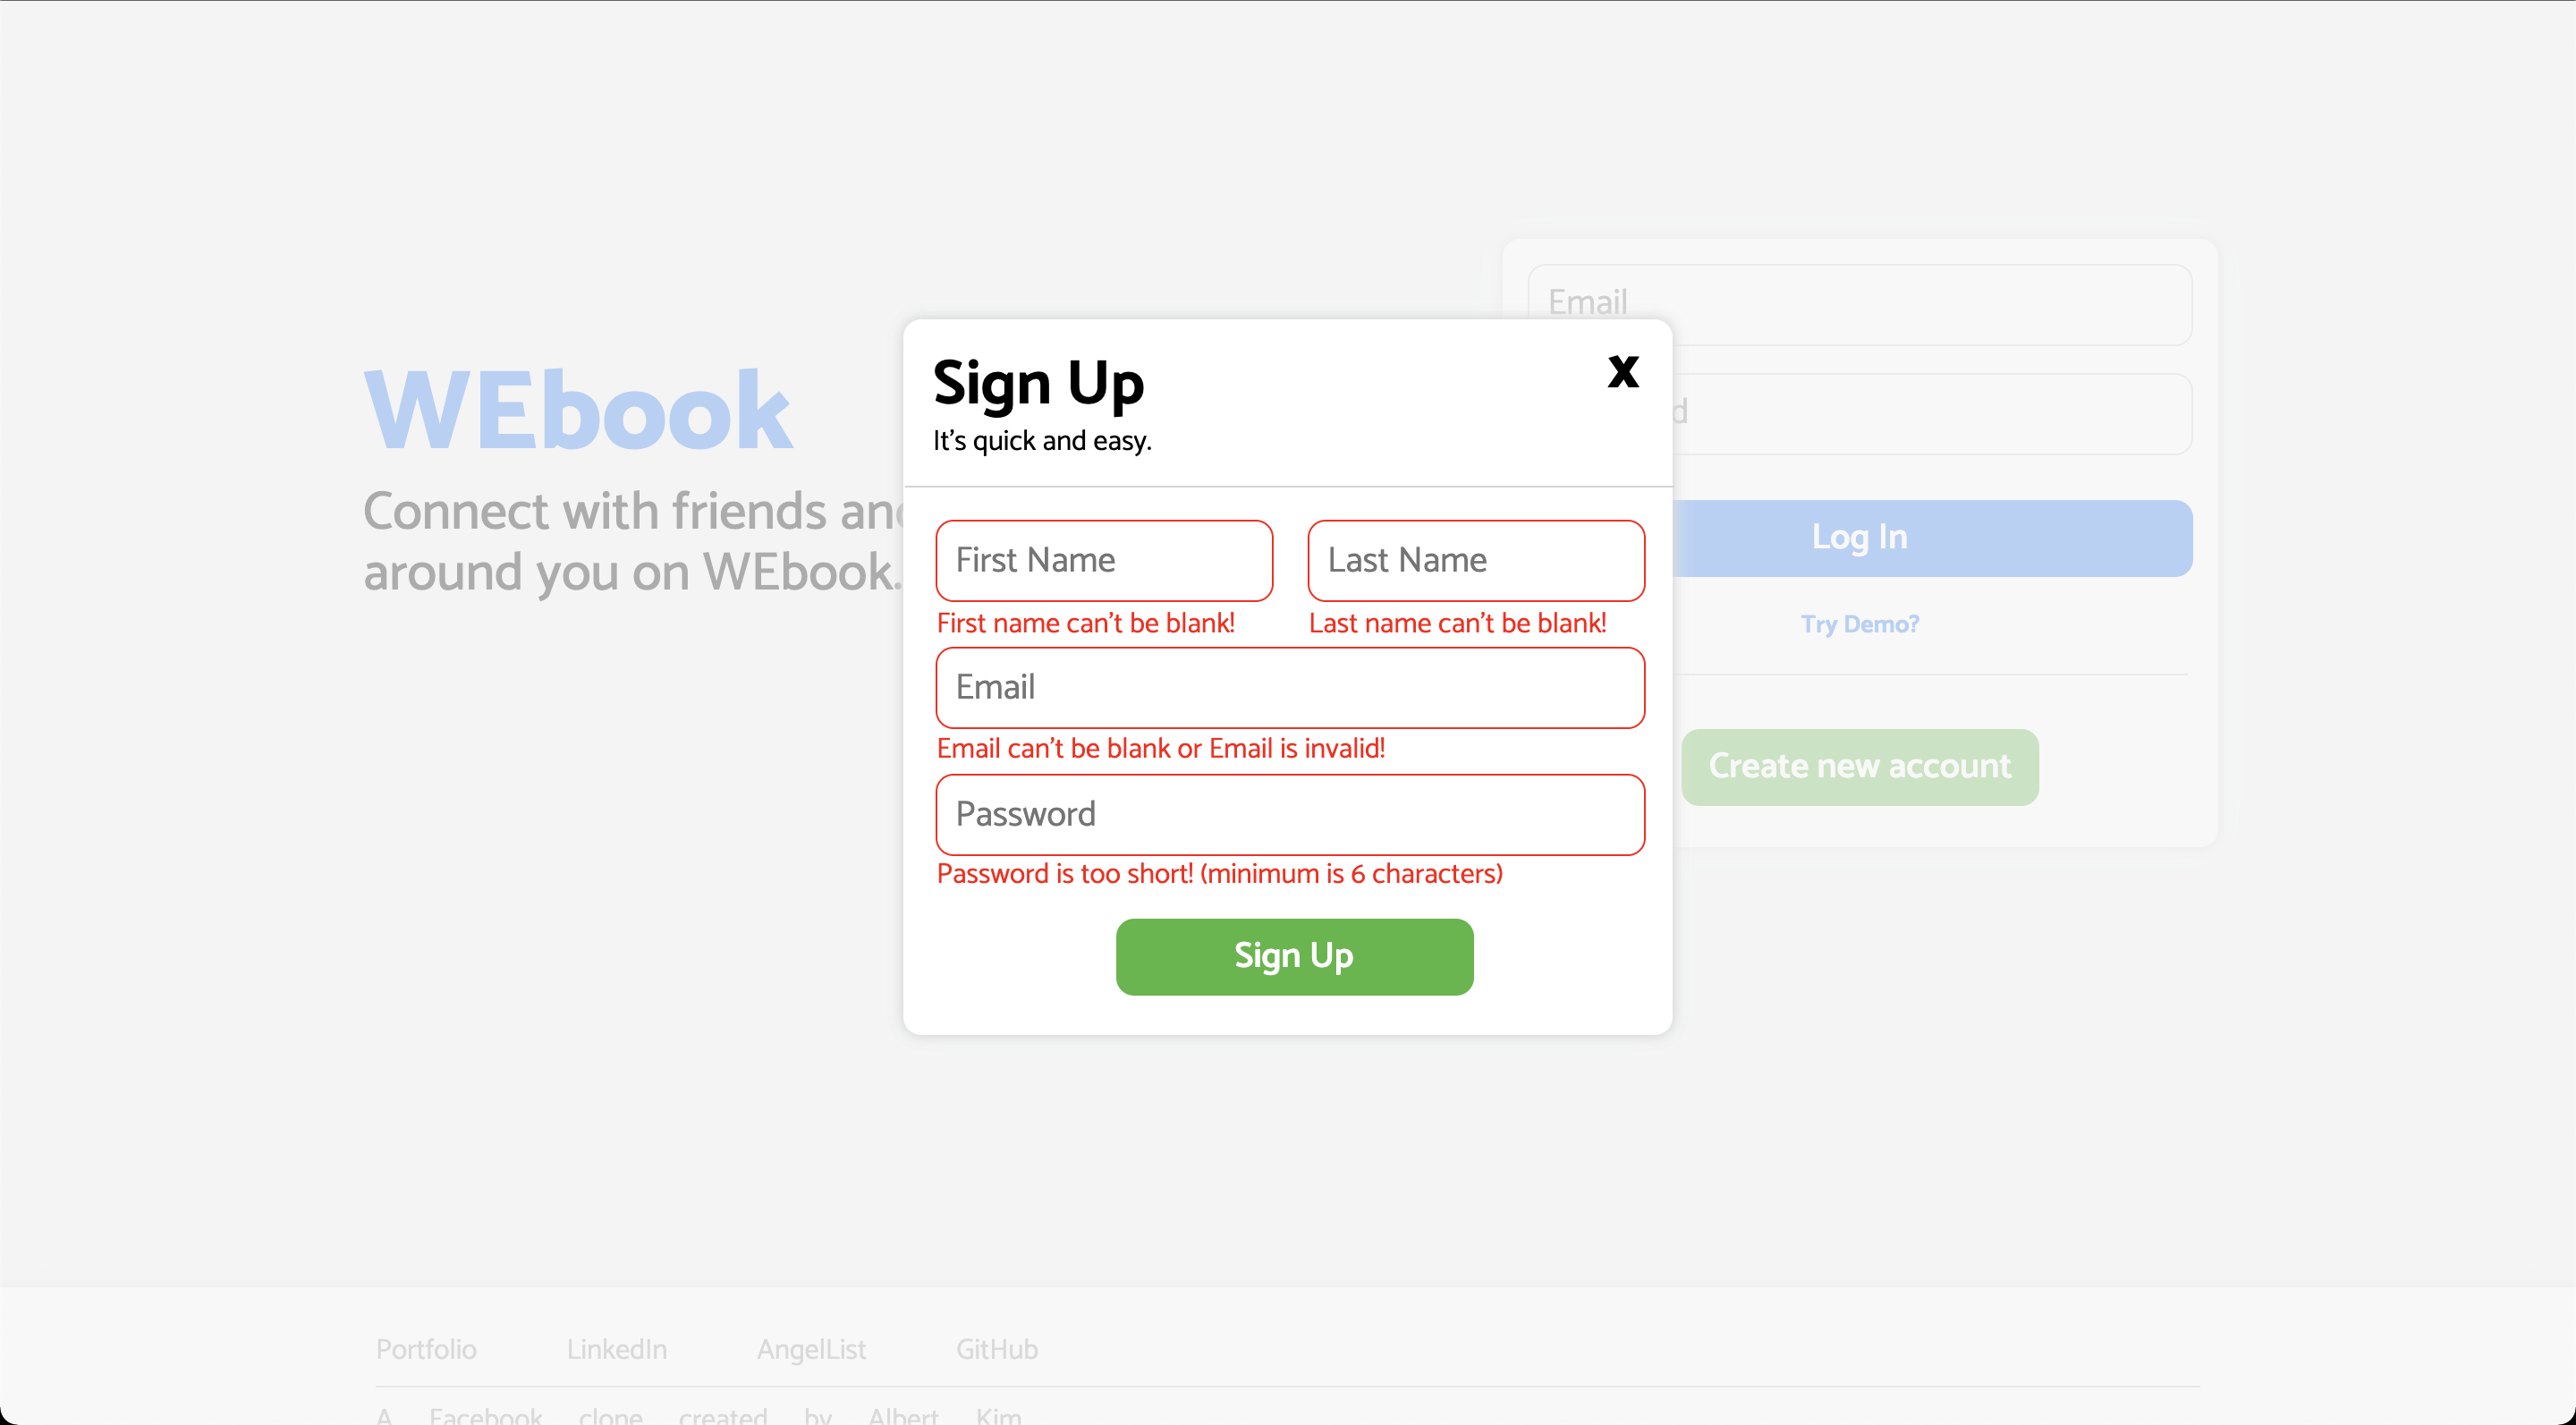 WEbook
Connect with friends and
around you on WEbook.
Email
Log In
Try Demo?
Create new account
Sign Up
X
It's quick and easy.
First Name Last Name
First name can't be blank! Last name can't be blank!
Email
Email can't be blank or Email is invalid!
Password
Password is too short! (minimum is 6 characters)
Sign Up
Portfolio LinkedIn AngelList GitHub
A Facebook clone created by Albert Kim